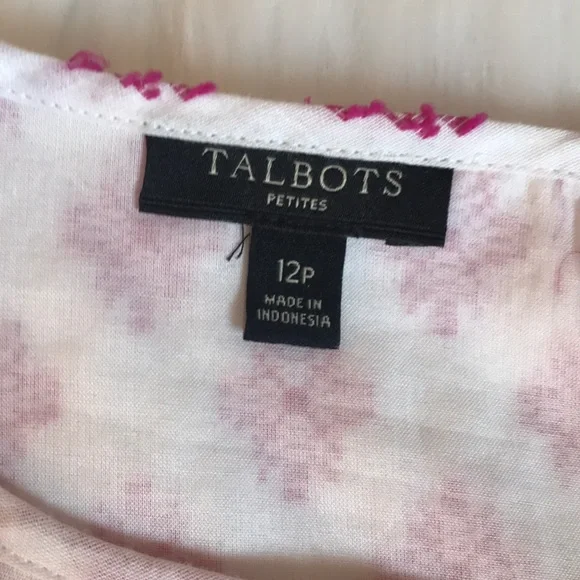 TALBOTS
PETITES
12P
MADE IN
INDONESIA